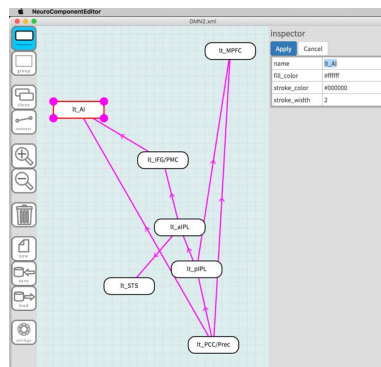 NeuroComponentEditor
DMN2.xml
inspector
Apply Cancel
name lt_AI
fill_color #ffffff
stroke_color #000000
stroke_width 2
group
clone
connect
new
save
load
settings
lt_MPFC
lt_AI
lt_IFG/PMC
lt_aIPL
lt_pIPL
lt_STS
lt_PCC/Prec